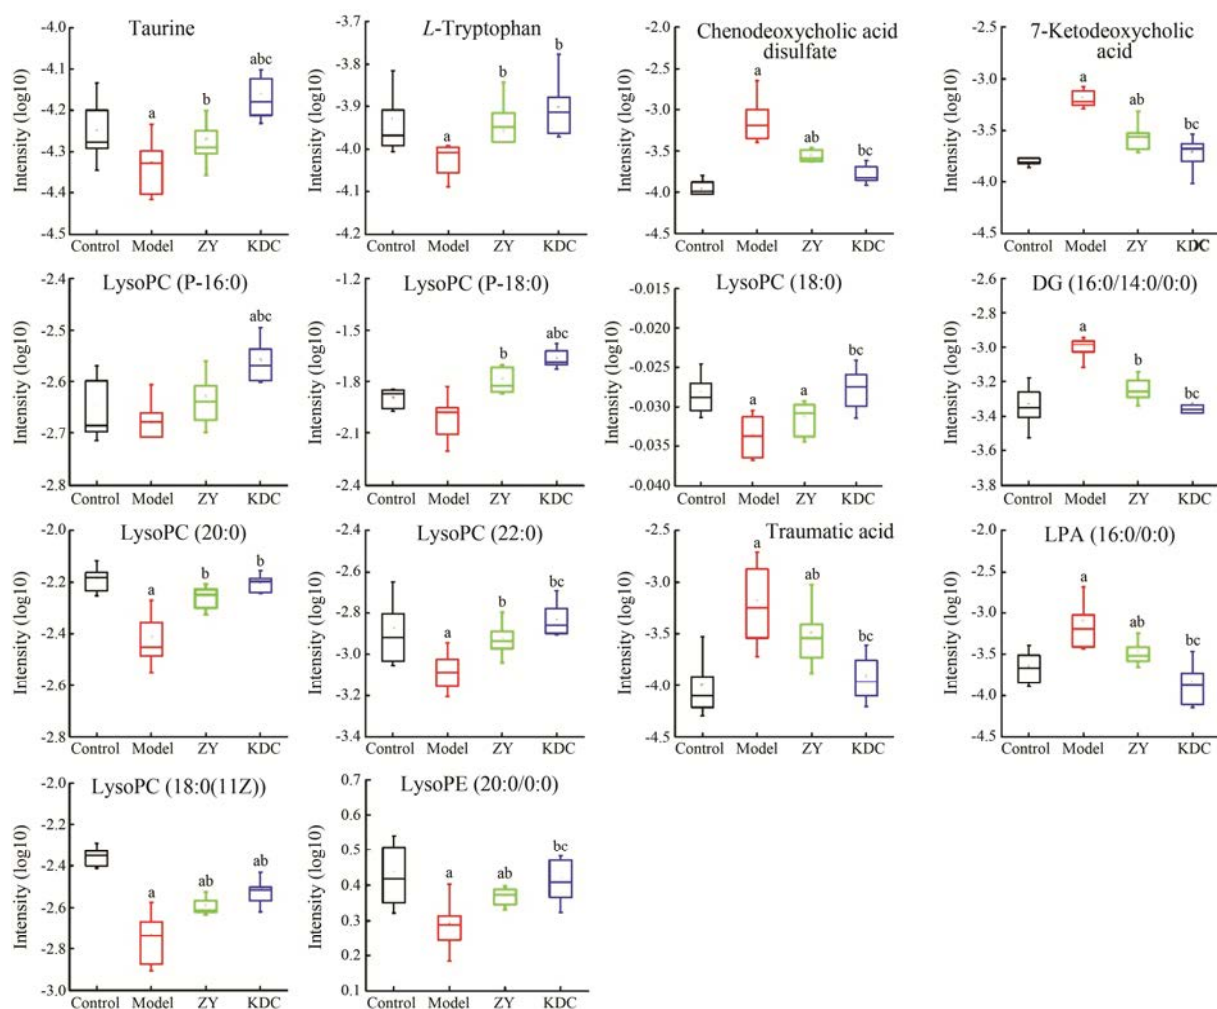 Taurine
Intensity (log10)
-4.0
-4.1
-4.2
-4.3
-4.4
-4.5
a
b
abc
Control Model ZY KDC
L-Tryptophan
Intensity (log10)
-3.7
-3.8
-3.9
-4.0
-4.1
-4.2
a
b
b
Control Model ZY KDC
Chenodeoxycholic acid
disulfate
Intensity (log10)
-2.0
-2.5
-3.0
-3.5
-4.0
-4.5
a
ab
bc
Control Model ZY KDC
7-Ketodeoxycholic
acid
Intensity (log10)
-2.5
-3.0
-3.5
-4.0
-4.5
a
ab
bc
Control Model ZY KDC
LysoPC (P-16:0)
Intensity (log10)
-2.4
-2.5
-2.6
-2.7
-2.8
abc
Control Model ZY KDC
LysoPC (P-18:0)
Intensity (log10)
-1.2
-1.5
-1.8
-2.1
-2.4
b
abc
Control Model ZY KDC
LysoPC (18:0)
Intensity (log10)
-0.015
-0.020
-0.025
-0.030
-0.035
-0.040
a
a
bc
Control Model ZY KDC
DG (16:0/14:0/0:0)
Intensity (log10)
-2.6
-2.8
-3.0
-3.2
-3.4
-3.6
-3.8
a
b
bc
Control Model ZY KDC
LysoPC (20:0)
Intensity (log10)
-2.0
-2.2
-2.4
-2.6
-2.8
a
b
b
Control Model ZY KDC
LysoPC (22:0)
Intensity (log10)
-2.4
-2.6
-2.8
-3.0
-3.2
-3.4
a
b
bc
Control Model ZY KDC
Traumatic acid
Intensity (log10)
-2.5
-3.0
-3.5
-4.0
-4.5
a
ab
bc
Control Model ZY KDC
LPA (16:0/0:0)
Intensity (log10)
-2.0
-2.5
-3.0
-3.5
-4.0
-4.5
a
ab
bc
Control Model ZY KDC
LysoPC (18:0(11Z))
Intensity (log10)
-2.0
-2.2
-2.4
-2.6
-2.8
-3.0
a
ab
ab
Control Model ZY KDC
LysoPE (20:0/0:0)
Intensity (log10)
0.7
0.6
0.5
0.4
0.3
0.2
0.1
a
ab
bc
Control Model ZY KDC